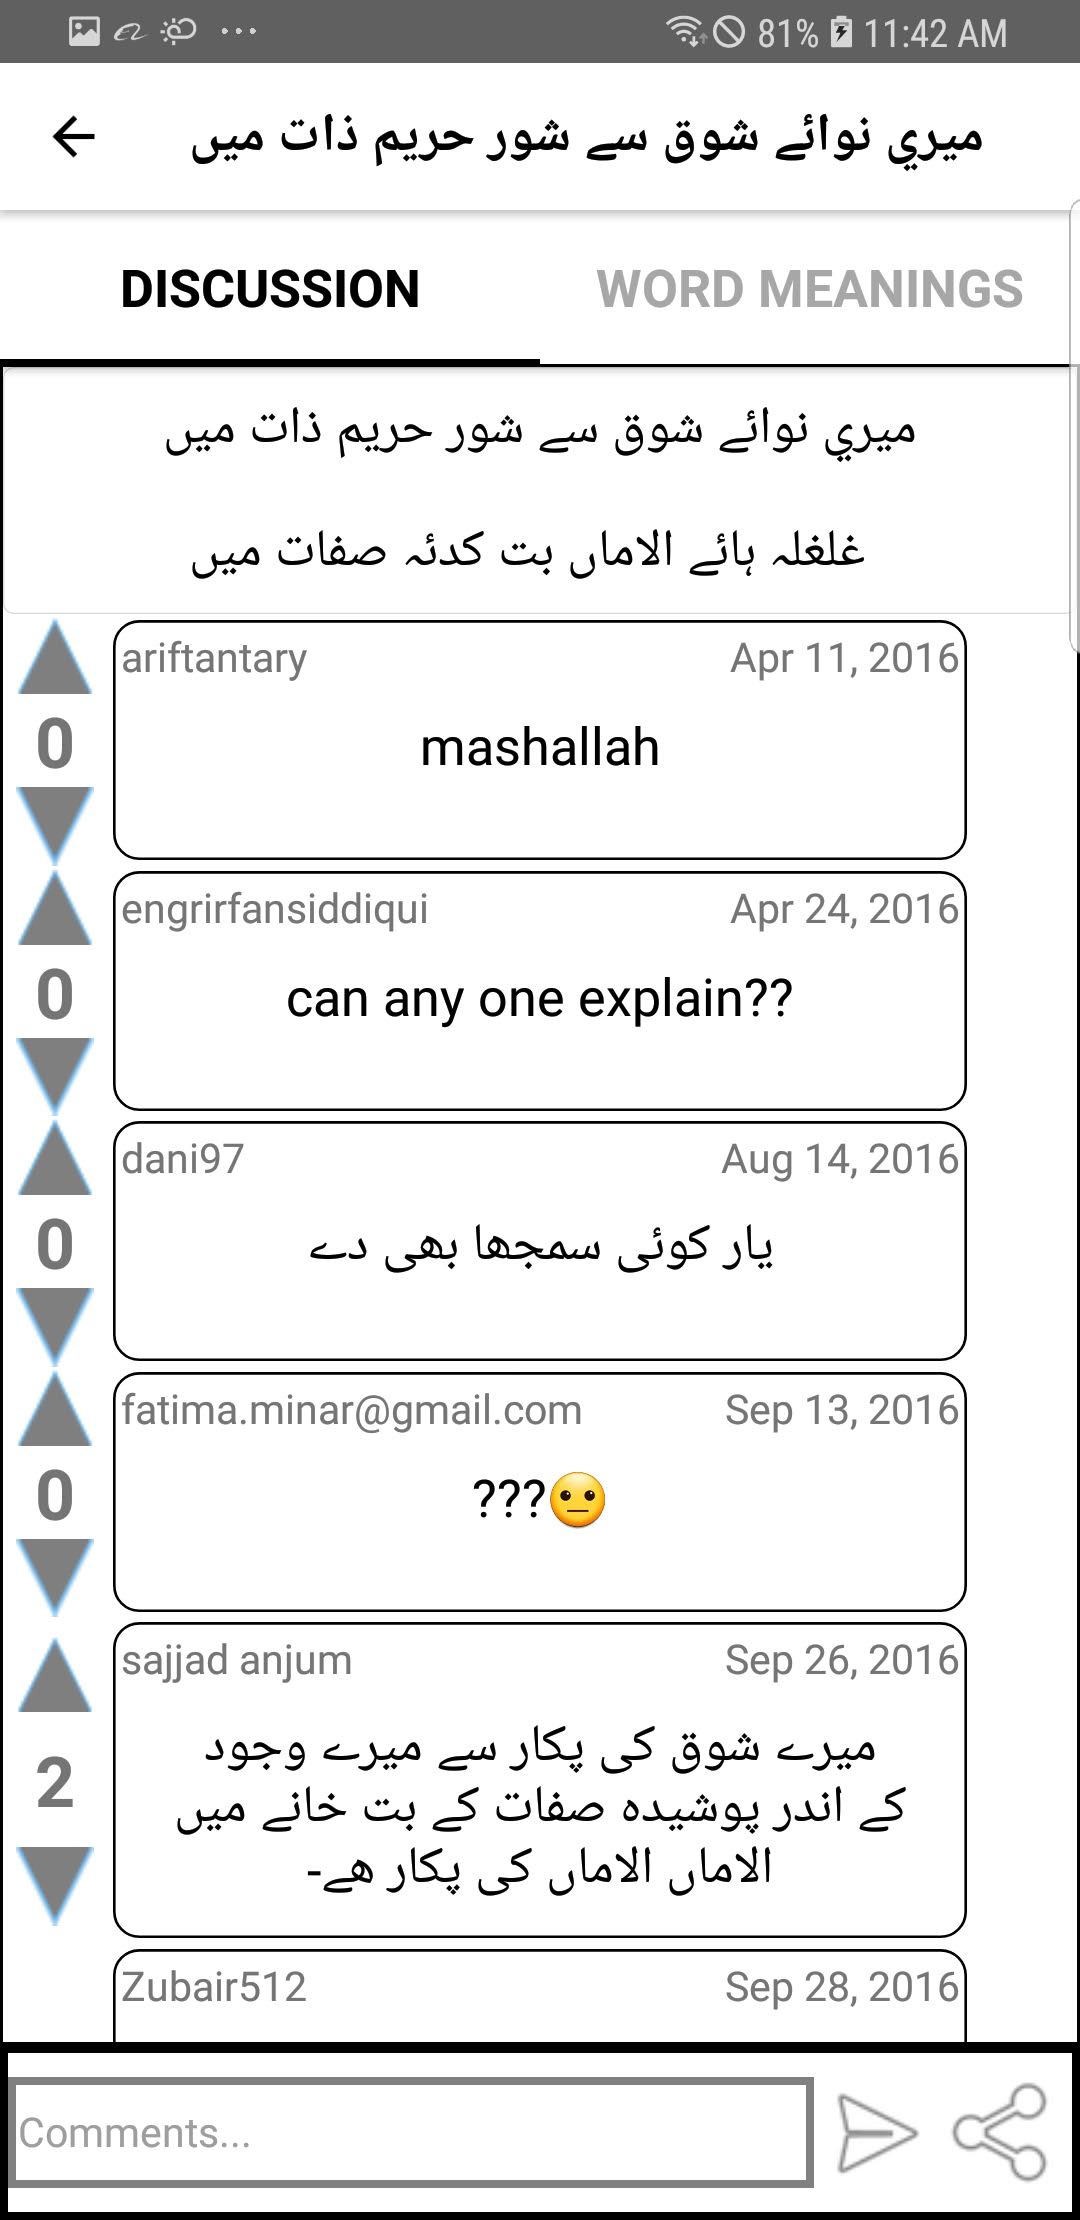 81% 11:42 AM
ميري نوائے شوق سے شور حریم ذات میں
DISCUSSION
WORD MEANINGS
ميري نوائے شوق سے شور حریم ذات میں
غلغلہ ہائے الاماں بت کدئہ صفات میں
ariftantary
Apr 11, 2016
0
mashallah
engrirfansiddiqui
Apr 24, 2016
0
can any one explain??
dani97
Aug 14, 2016
0
یار کوئی سمجھا بھی دے
fatima.minar@gmail.com
Sep 13, 2016
0
???😐
sajjad anjum
Sep 26, 2016
2
میرے شوق کی پکار سے میرے وجود
کے اندر پوشیدہ صفات کے بت خانے میں
الاماں الاماں کی پکار ھے-
Zubair512
Sep 28, 2016
Comments...